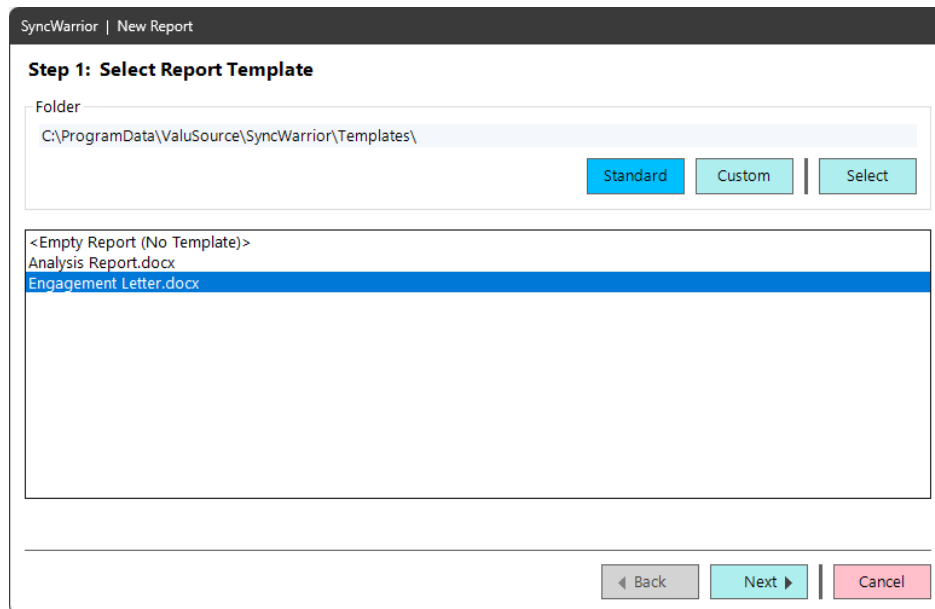 SyncWarrior | New Report
Step 1: Select Report Template
Folder
C:\ProgramData\ValuSource\SyncWarrior\Templates\
Standard Custom Select
<Empty Report (No Template)>
Analysis Report.docx
Engagement Letter.docx
Back Next Cancel